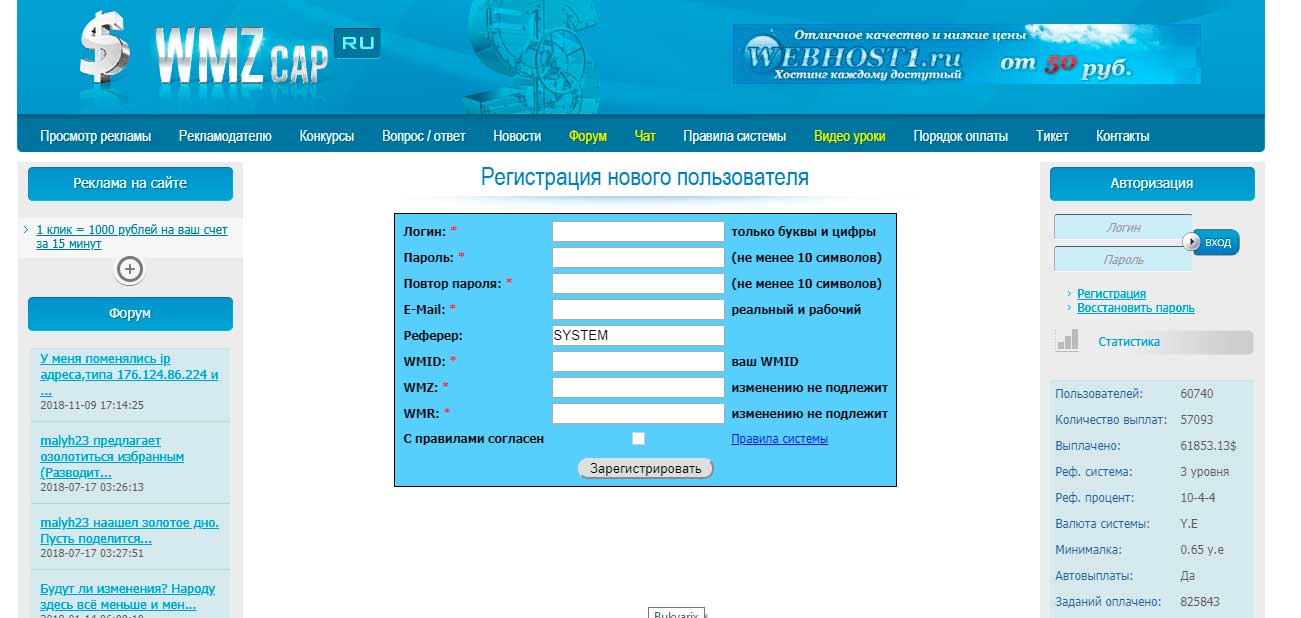 WMZ CAP RU
Отличное качество и низкие цены
WEBHOST1.ru
Хостинг каждому доступный
от 50 руб.
Просмотр рекламы Рекламодателю Конкурсы Вопрос / ответ Новости Форум Чат Правила системы Видео уроки Порядок оплаты Тикет Контакты
Реклама на сайте
1 клик = 1000 рублей на ваш счет
за 15 минут
Форум
У меня поменялись ip
адреса,типа 176.124.86.224 и
...
2018-11-09 17:14:25
malyh23 предлагает
озолотиться избранным
(Разводит...
2018-07-17 03:26:13
malyh23 наашел золотое дно.
Пусть поделится...
2018-07-17 03:27:51
Будут ли изменения? Народу
здесь всё меньше и мен...
Регистрация нового пользователя
Логин: * только буквы и цифры
Пароль: * (не менее 10 символов)
Повтор пароля: * (не менее 10 символов)
E-Mail: * реальный и рабочий
Реферер: SYSTEM
WMID: * ваш WMID
WMZ: * изменению не подлежит
WMR: * изменению не подлежит
С правилами согласен Правила системы
Зарегистрировать
Bukvarix
Авторизация
Логин
Пароль
вход
Регистрация
Восстановить пароль
Статистика
Пользователей: 60740
Количество выплат: 57093
Выплачено: 61853.13$
Реф. система: 3 уровня
Реф. процент: 10-4-4
Валюта системы: Y.E
Минималка: 0.65 y.e
Автовыплаты: Да
Заданий оплачено: 825843